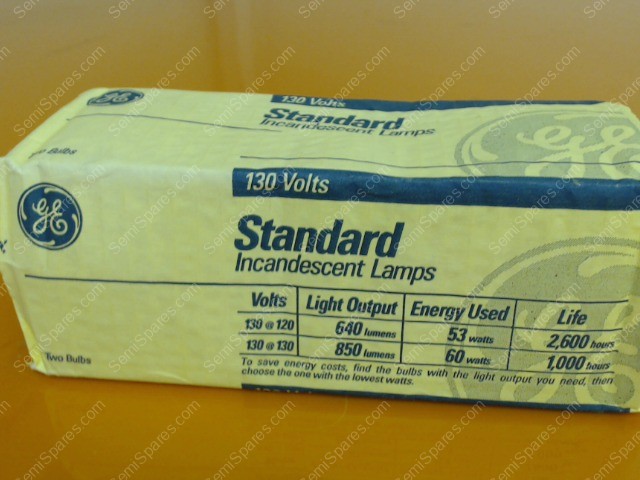 GE
130 Volts
Standard
Incandescent Lamps
Two Bulbs
130 Volts
GE
Standard
Incandescent Lamps
Volts Light Output Energy Used Life
130 @ 120 640 lumens 53 watts 2,600 hours
130 @ 130 850 lumens 60 watts 1,000 hours
Two Bulbs
To save energy costs, find the bulbs with the light output you need, then
choose the one with the lowest watts.
SemiSpares.com